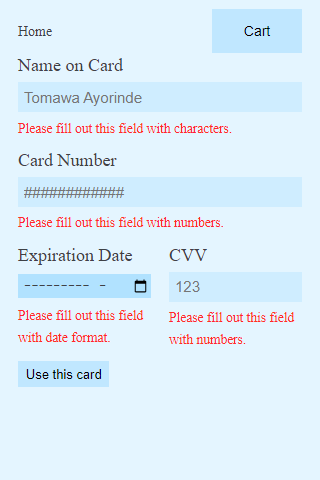 Home
Cart
Name on Card
Tomawa Ayorinde
Please fill out this field with characters.
Card Number
############
Please fill out this field with numbers.
Expiration Date
CVV
--------- -
123
Please fill out this field
with date format.
Please fill out this field
with numbers.
Use this card